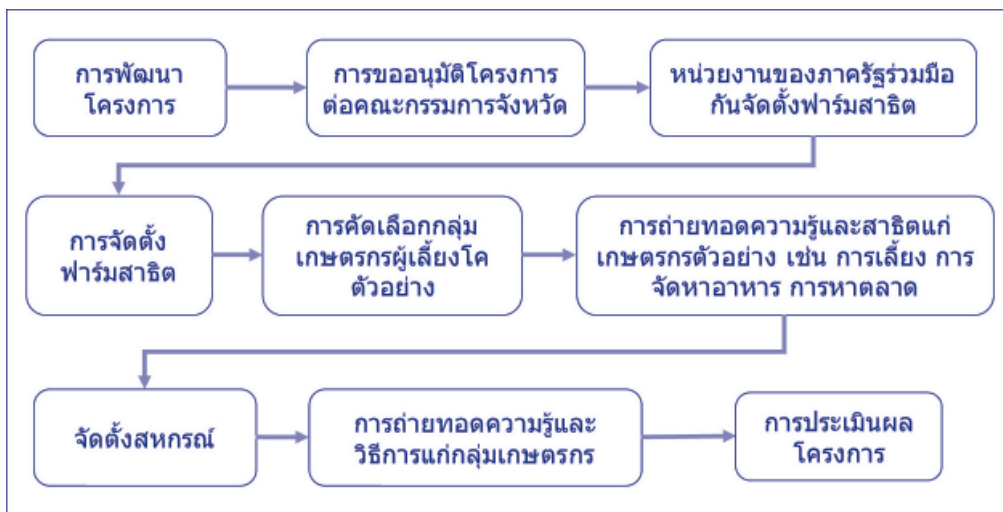 การพัฒนา
โครงการ
การขออนุมัติโครงการ
ต่อคณะกรรมการจังหวัด
หน่วยงานของภาครัฐร่วมมือ
กันจัดตั้งฟาร์มสาธิต
การจัดตั้ง
ฟาร์มสาธิต
การคัดเลือกกลุ่ม
เกษตรกรผู้เลี้ยงโค
ตัวอย่าง
การถ่ายทอดความรู้และสาธิตแก่
เกษตรกรตัวอย่าง เช่น การเลี้ยง การ
จัดหาอาหาร การหาตลาด
จัดตั้งสหกรณ์
การถ่ายทอดความรู้และ
วิธีการแก่กลุ่มเกษตรกร
การประเมินผล
โครงการ